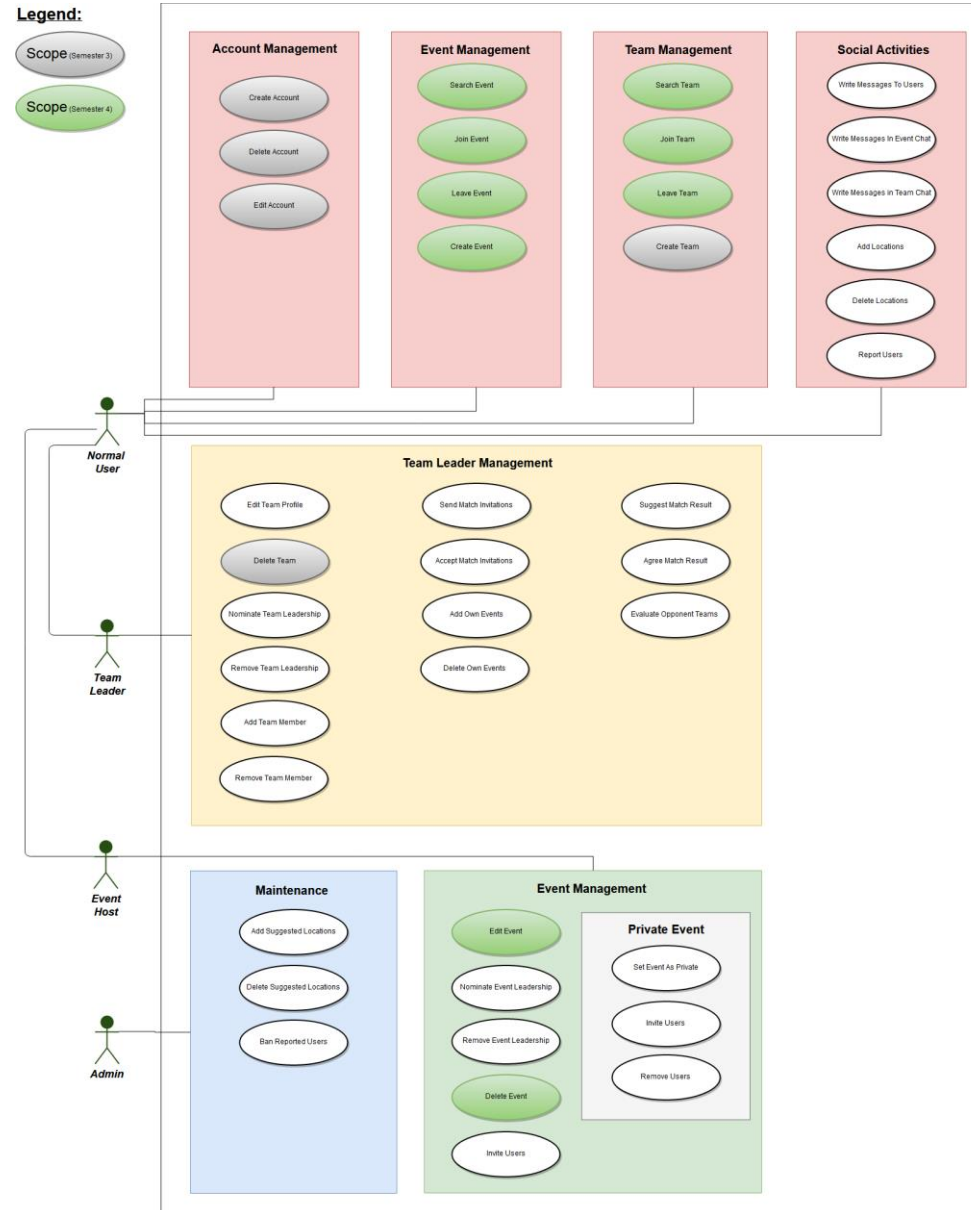 Legend:
Scope (Semester 3)
Scope (Semester 4)
Account Management
Create Account
Delete Account
Edit Account
Event Management
Search Event
Join Event
Leave Event
Create Event
Team Management
Search Team
Join Team
Leave Team
Create Team
Social Activities
Write Messages To Users
Write Messages In Event Chat
Write Messages in Team Chat
Add Locations
Delete Locations
Report Users
Normal
User
Team Leader Management
Edit Team Profile
Delete Team
Nominate Team Leadership
Remove Team Leadership
Add Team Member
Remove Team Member
Send Match Invitations
Accept Match Invitations
Add Own Events
Delete Own Events
Suggest Match Result
Agree Match Result
Evaluate Opponent Teams
Team
Leader
Event
Host
Maintenance
Add Suggested Locations
Delete Suggested Locations
Ban Reported Users
Admin
Event Management
Edit Event
Nominate Event Leadership
Remove Event Leadership
Delete Event
Invite Users
Private Event
Set Event As Private
Invite Users
Remove Users